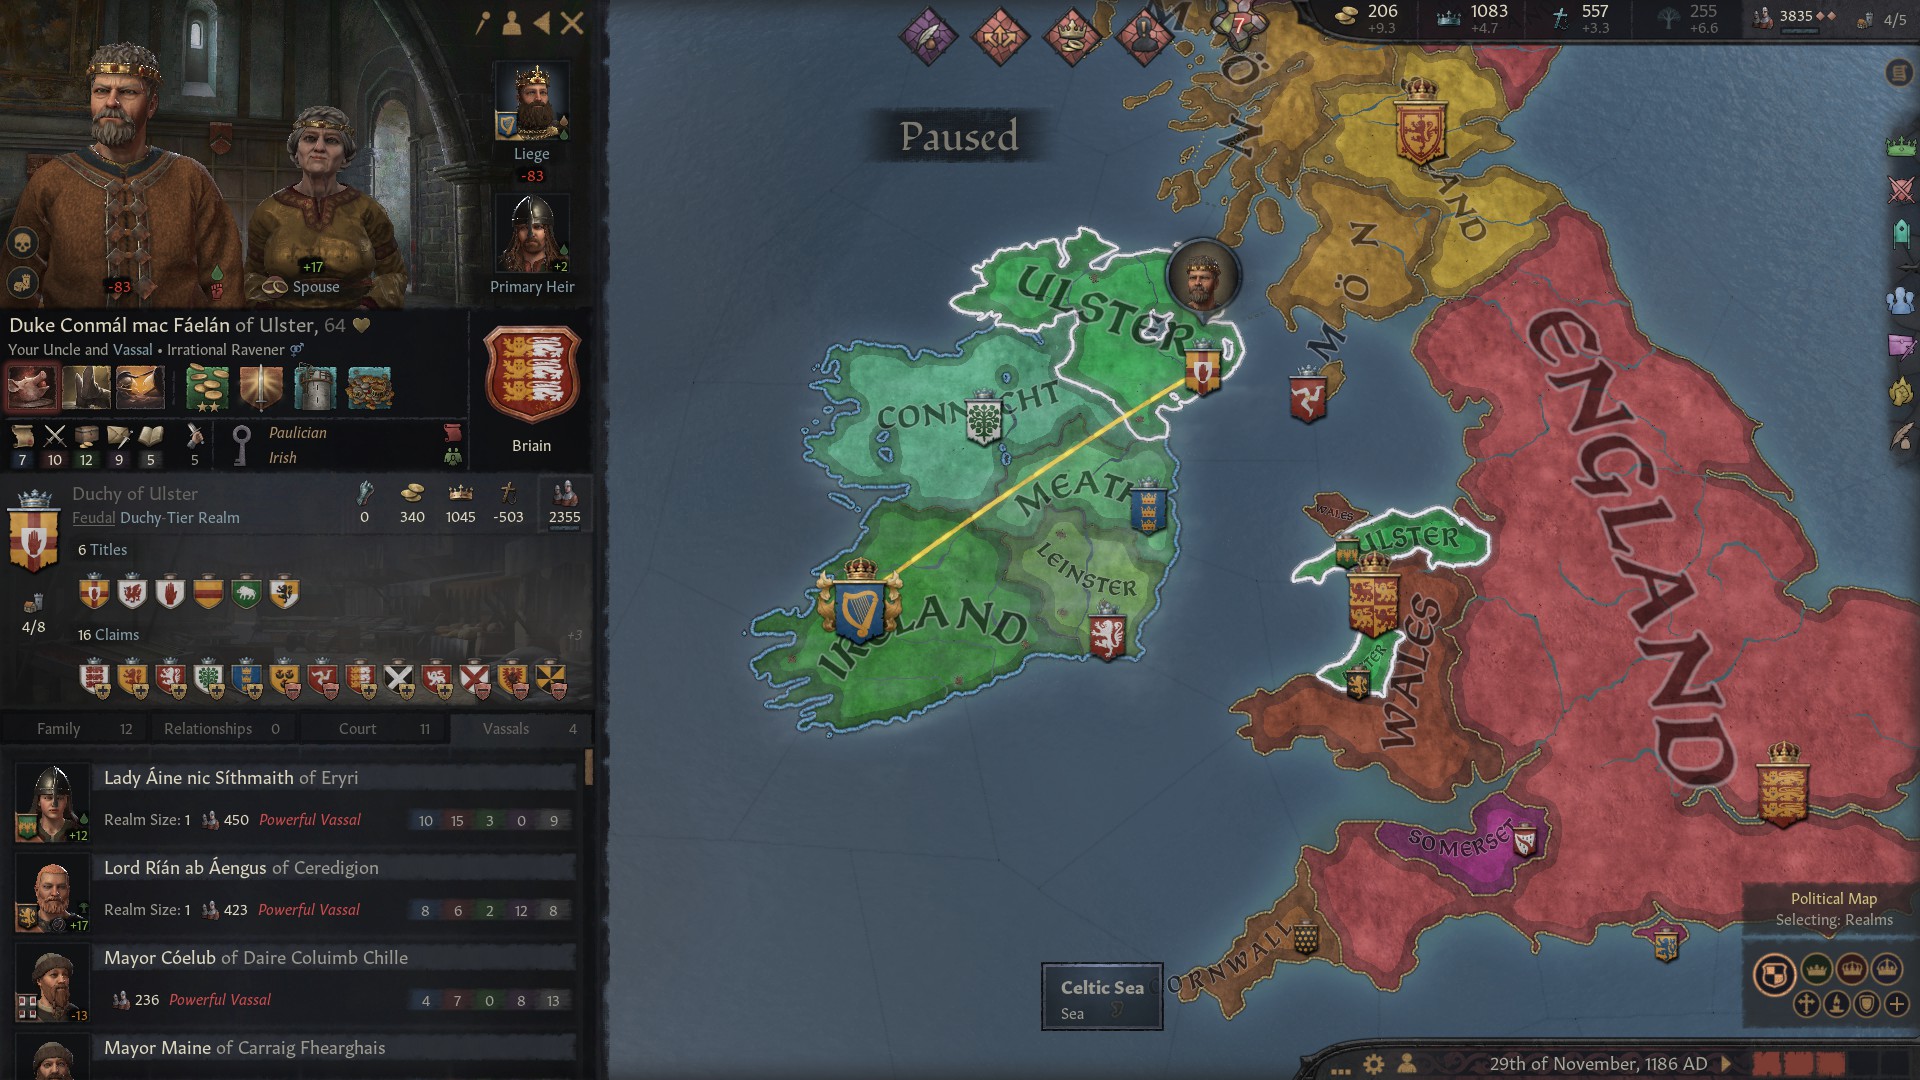 206
+9.3
1083
+4.7
557
+3.3
255
+6.6
3835
4/5
7
Paused
Liege
-83
+2
Primary Heir
-83
+17
Spouse
Duke Conmál mac Fáelán of Ulster, 64
Your Uncle and Vassal • Irrational Ravener
Briain
7 10 12 9 5 5
Paulician
Irish
Duchy of Ulster
Feudal Duchy-Tier Realm
0 340 1045 -503 2355
6 Titles
4/8
16 Claims
+3
Family 12
Relationships 0
Court 11
Vassals 4
Lady Áine nic Síthmaith of Eryri
Realm Size: 1 450 Powerful Vassal
10 15 3 0 9
+12
Lord Ríán ab Áengus of Ceredigion
Realm Size: 1 423 Powerful Vassal
8 6 2 12 8
+17
Mayor Cóelub of Daire Coluimb Chille
236 Powerful Vassal
4 7 0 8 13
-13
Mayor Maine of Carraig Fhearghais
ULSTER
CONNACHT
MEATH
LEINSTER
IRELAND
ENGLAND
WALES
ULSTER
WALES
SOMERSET
CORNWALL
Celtic Sea
Sea
Political Map
Selecting: Realms
29th of November, 1186 AD